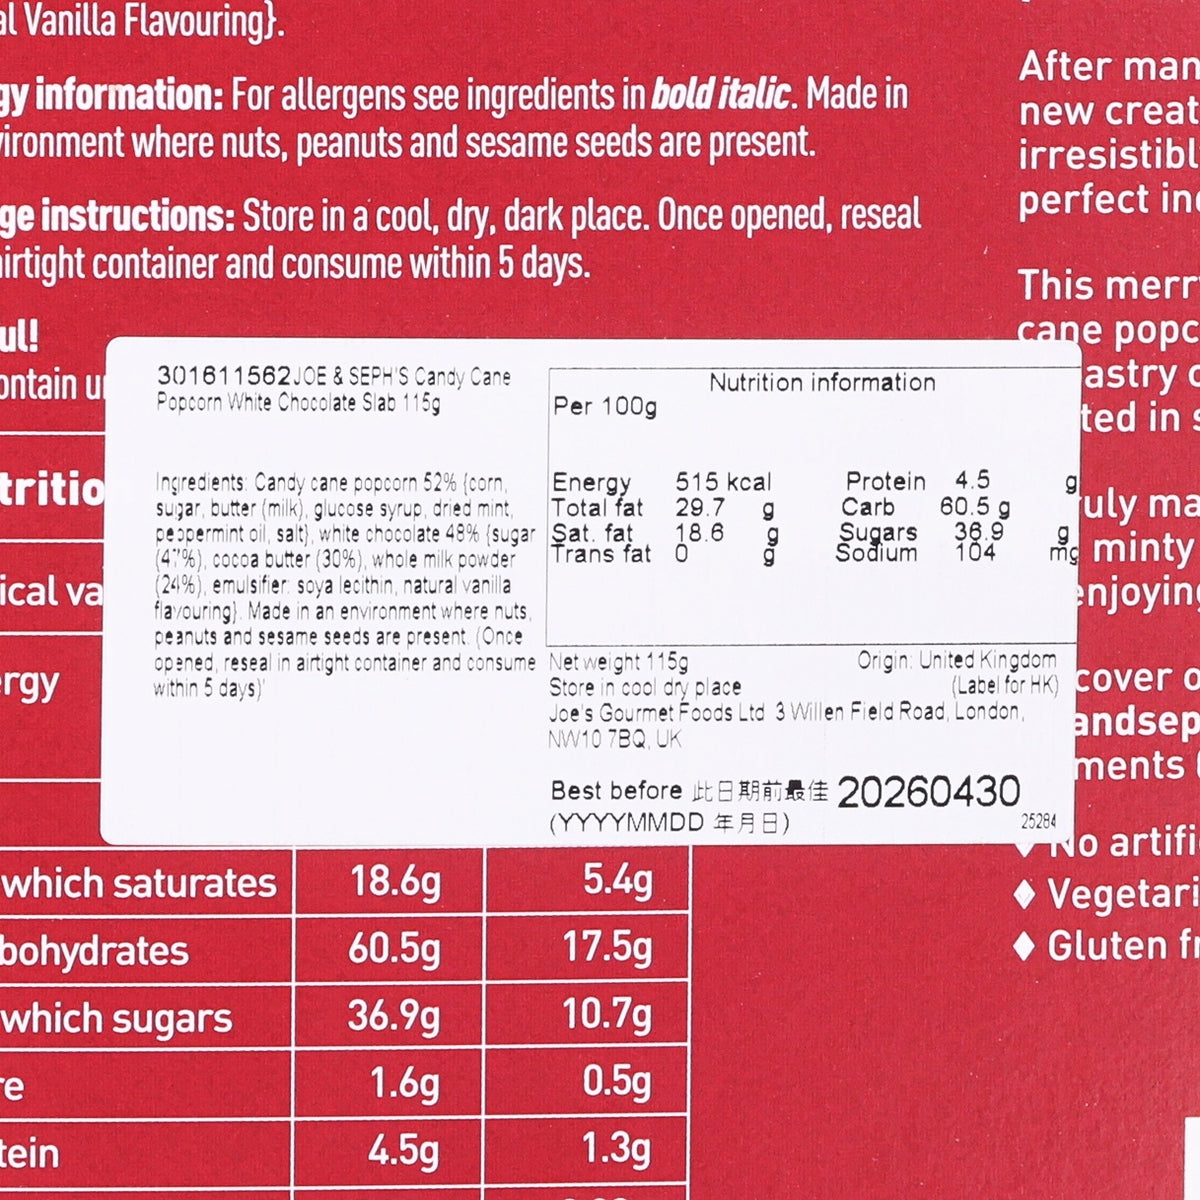 al Vanilla Flavouring}.
gy information: For allergens see ingredients in bold italic. Made in
vironment where nuts, peanuts and sesame seeds are present.
ge instructions: Store in a cool, dry, dark place. Once opened, reseal
airtight container and consume within 5 days.
ul!
ontain u
tritio
ical va
ergy
301611562 JOE & SEPH'S Candy Cane
Popcorn White Chocolate Slab 115g
Ingredients: Candy cane popcorn 52% {corn,
sugar, butter (milk), glucose syrup, dried mint,
peppermint oil, salt}, white chocolate 48% {sugar
(47%), cocoa butter (30%), whole milk powder
(24%), emulsifier: soya lecithin, natural vanilla
flavouring}. Made in an environment where nuts,
peanuts and sesame seeds are present. (Once
opened, reseal in airtight container and consume
within 5 days)'
Nutrition information
Per 100g
Energy 515 kcal Protein 4.5 g
Total fat 29.7 g Carb 60.5 g
Sat. fat 18.6 g Sugars 36.9 g
Trans fat 0 g Sodium 104 mg
Net weight 115g Origin: United Kingdom
Store in cool dry place (Label for HK)
Joe's Gourmet Foods Ltd 3 Willen Field Road, London,
NW10 7BQ, UK
Best before 此日期前最佳 20260430
(YYYYMMDD 年月日) 25284
which saturates 18.6g 5.4g
bohydrates 60.5g 17.5g
which sugars 36.9g 10.7g
re 1.6g 0.5g
tein 4.5g 1.3g
After man
new creat
irresistibl
perfect in
This merr
cane popc
astry
ted in s
uly ma
minty
enjoying
cover o
andsep
ments
No artifi
♦ Vegetari
♦ Gluten fr